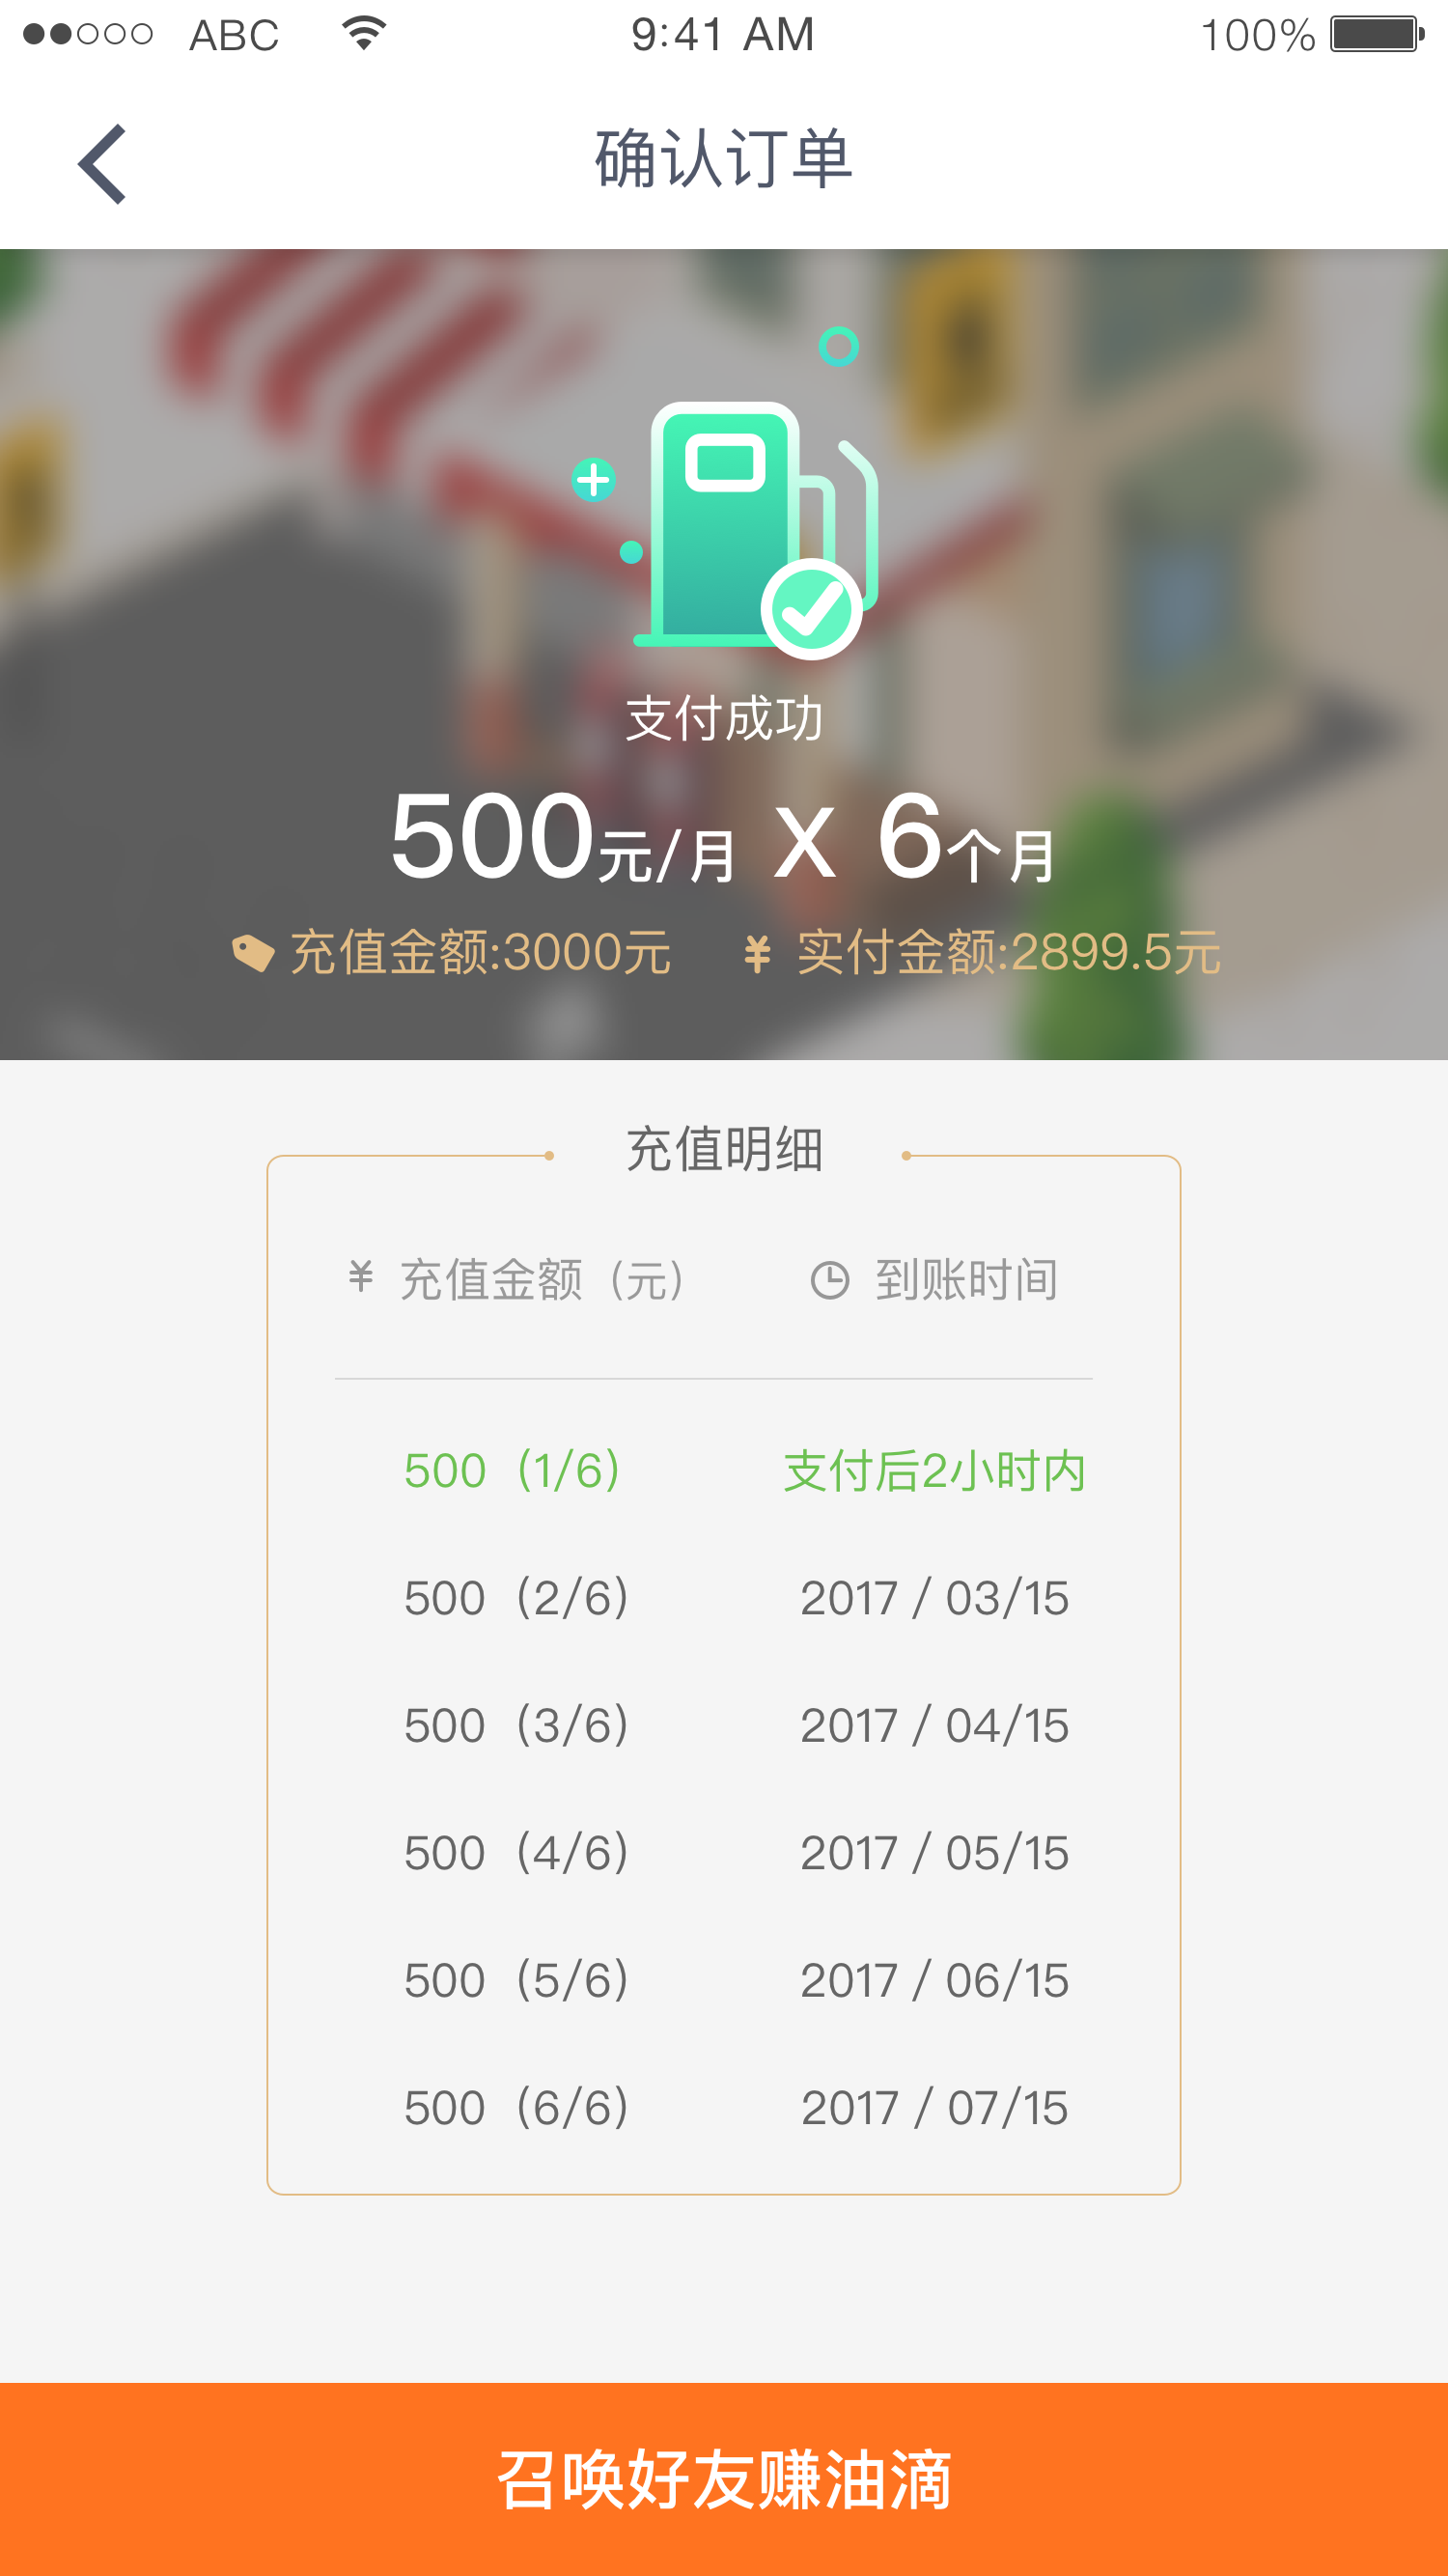 ABC 9:41 AM 100%
确认订单
支付成功
500元/月 x 6个月
充值金额:3000元 ¥ 实付金额:2899.5元
充值明细
¥ 充值金额（元） 到账时间
500（1/6） 支付后2小时内
500（2/6） 2017 / 03/15
500（3/6） 2017 / 04/15
500（4/6） 2017 / 05/15
500（5/6） 2017 / 06/15
500（6/6） 2017 / 07/15
召唤好友赚油滴